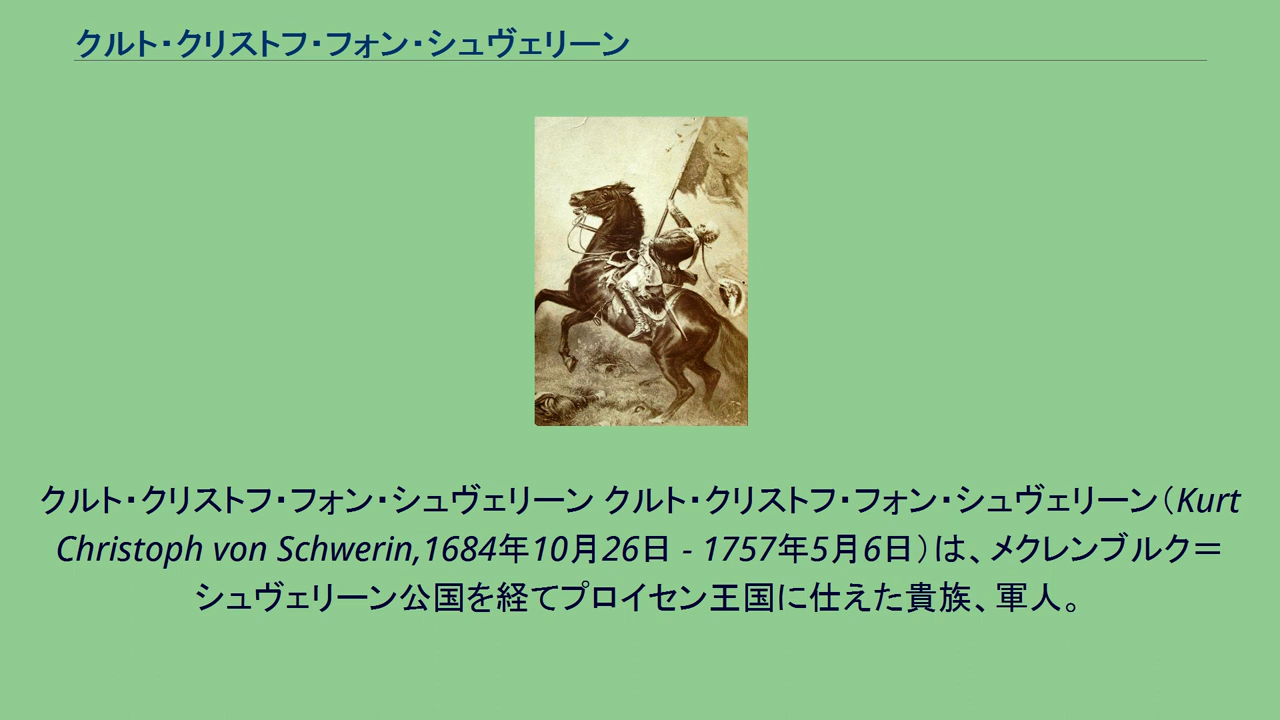 クルト・クリストフ・フォン・シュヴェリーン
クルト・クリストフ・フォン・シュヴェリーン クルト・クリストフ・フォン・シュヴェリーン（Kurt
Christoph von Schwerin,1684年10月26日 - 1757年5月6日）は、メクレンブルク＝
シュヴェリーン公国を経てプロイセン王国に仕えた貴族、軍人。